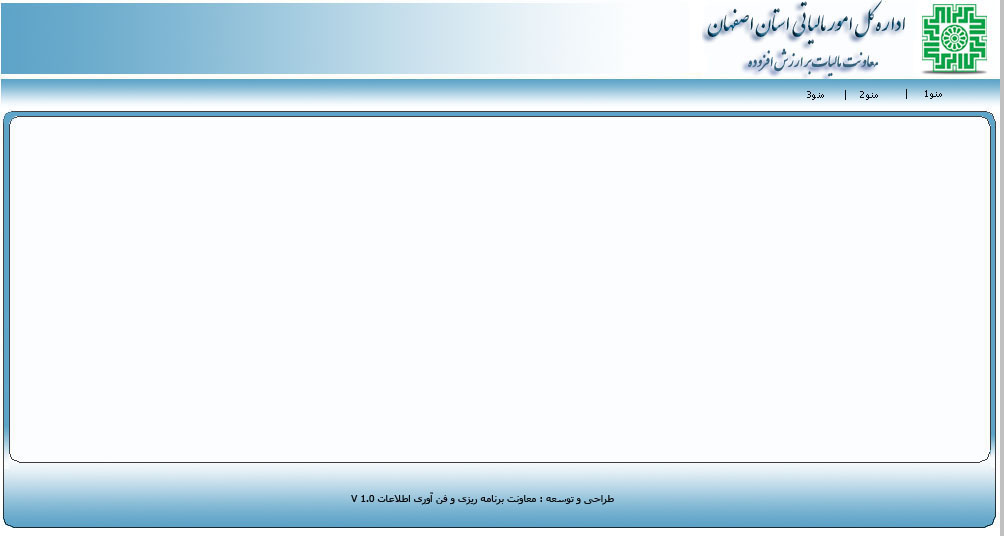 اداره کل امور مالیاتی استان اصفهان
معاونت مالیات بر ارزش افزوده
منو1 | منو2 | منو3
طراحی و توسعه : معاونت برنامه ریزی و فن آوری اطلاعات V 1.0